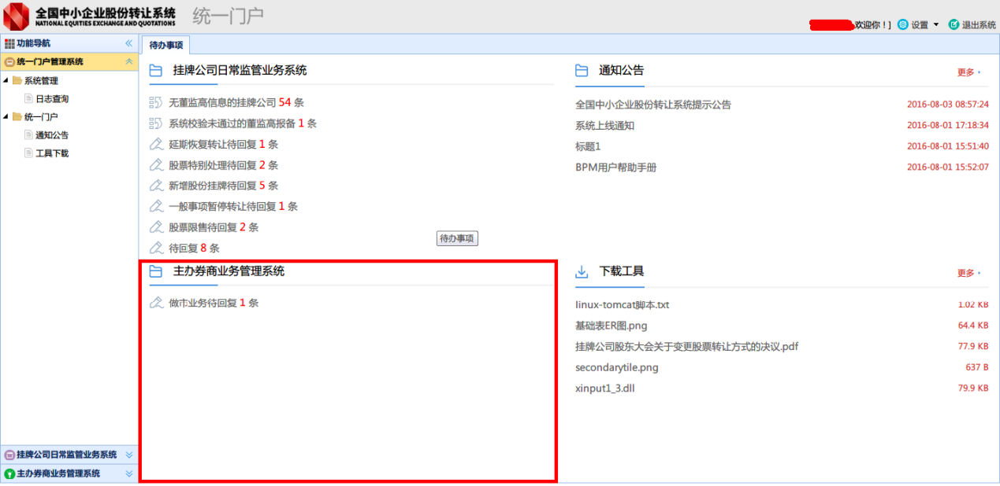 全国中小企业股份转让系统
NATIONAL EQUITIES EXCHANGE AND QUOTATIONS
统一门户
欢迎你！] 设置 退出系统
功能导航
统一门户管理系统
系统管理
日志查询
统一门户
通知公告
工具下载
挂牌公司日常监管业务系统
主办券商业务管理系统
待办事项
挂牌公司日常监管业务系统
无董监高信息的挂牌公司 54 条
系统校验未通过的董监高报备 1 条
延期恢复转让待回复 1 条
股票特别处理待回复 2 条
新增股份挂牌待回复 5 条
一般事项暂停转让待回复 1 条
股票限售待回复 2 条
待回复 8 条
待办事项
主办券商业务管理系统
做市业务待回复 1 条
通知公告 更多
全国中小企业股份转让系统提示公告 2016-08-03 08:57:24
系统上线通知 2016-08-01 17:18:34
标题1 2016-08-01 15:51:40
BPM用户帮助手册 2016-08-01 15:52:07
下载工具 更多
linux-tomcat脚本.txt 1.02 KB
基础表ER图.png 64.4 KB
挂牌公司股东大会关于变更股票转让方式的决议.pdf 77.9 KB
secondarytile.png 637 B
xinput1_3.dll 79.9 KB